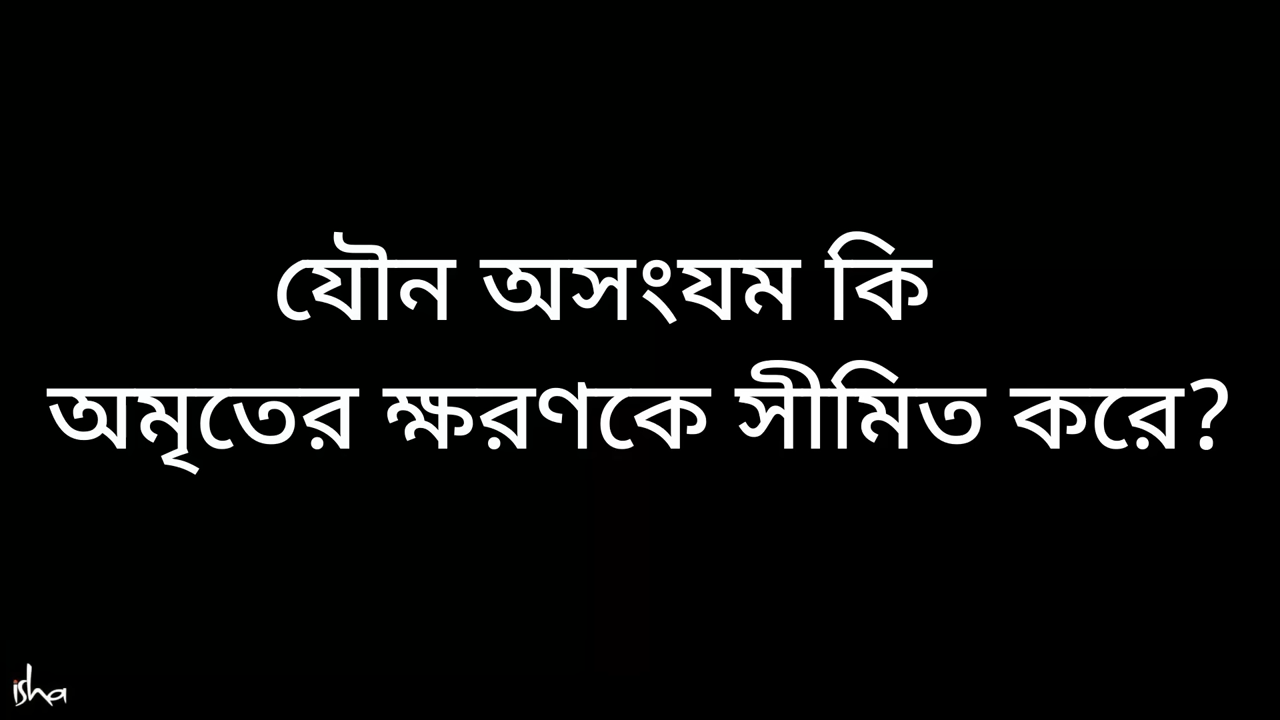 যৌন অসংযম কি
অমৃতের ক্ষরণকে সীমিত করে?
isha